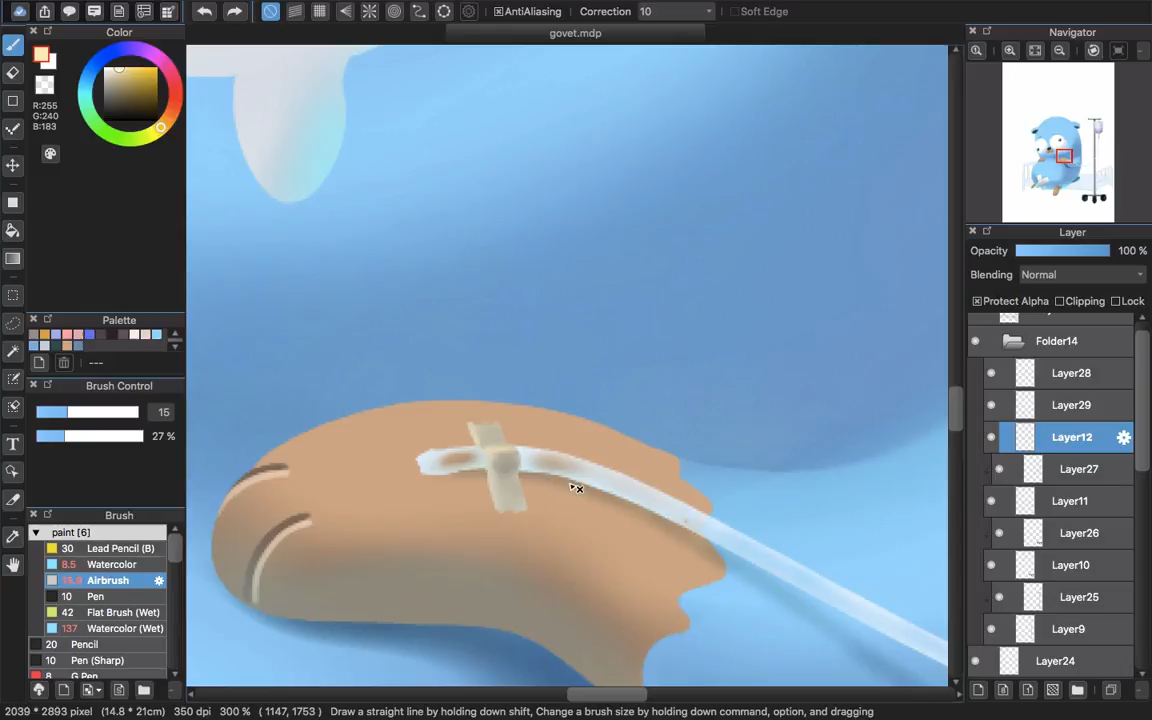 AntiAliasing Correction 10 Soft Edge
govet.mdp
Color
R:255
G:240
B:183
Palette
---
Brush Control
15
27 %
Brush
paint [6]
30 Lead Pencil (B)
8.5 Watercolor
Airbrush
10 Pen
42 Flat Brush (Wet)
137 Watercolor (Wet)
20 Pencil
10 Pen (Sharp)
8 G Pen
Navigator
Layer
Opacity 100 %
Blending Normal
Protect Alpha Clipping Lock
Folder14
Layer28
Layer29
Layer12
Layer27
Layer11
Layer26
Layer10
Layer25
Layer9
Layer24
2039 * 2893 pixel (14.8 * 21cm) 350 dpi 300 % ( 1147, 1753 ) Draw a straight line by holding down shift, Change a brush size by holding down command, option, and dragging